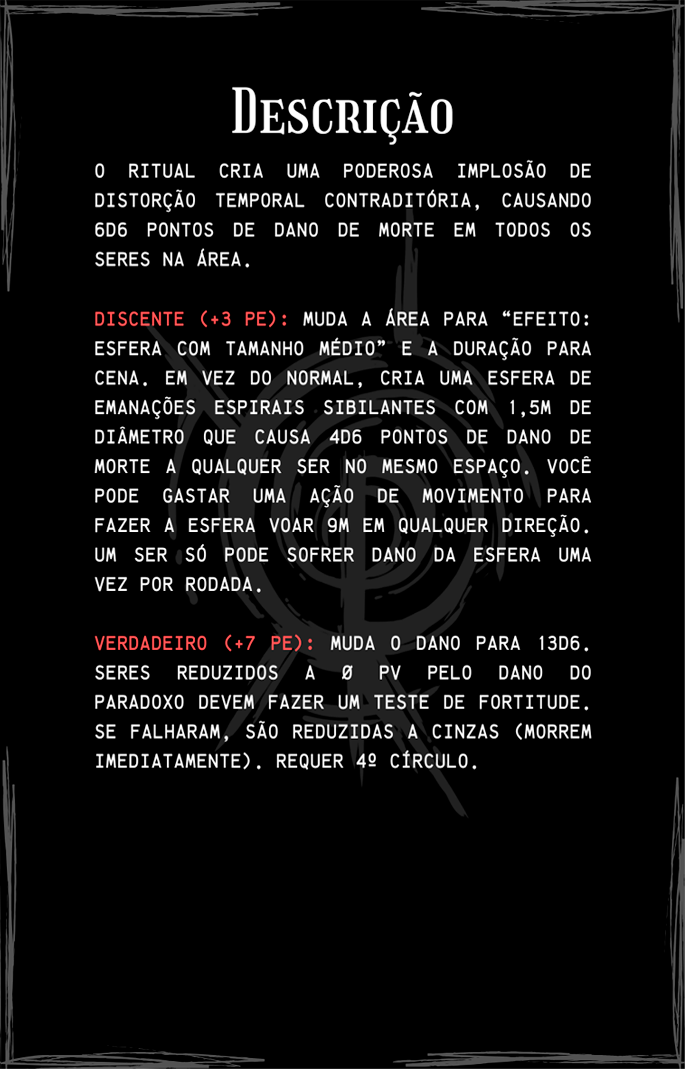 Descrição
O RITUAL CRIA UMA PODEROSA IMPLOSÃO DE
DISTORÇÃO TEMPORAL CONTRADITÓRIA, CAUSANDO
6D6 PONTOS DE DANO DE MORTE EM TODOS OS
SERES NA ÁREA.
DISCENTE (+3 PE): MUDA A ÁREA PARA “EFEITO:
ESFERA COM TAMANHO MÉDIO” E A DURAÇÃO PARA
CENA. EM VEZ DO NORMAL, CRIA UMA ESFERA DE
EMANAÇÕES ESPIRAIS SIBILANTES COM 1,5M DE
DIÂMETRO QUE CAUSA 4D6 PONTOS DE DANO DE
MORTE A QUALQUER SER NO MESMO ESPAÇO. VOCÊ
PODE GASTAR UMA AÇÃO DE MOVIMENTO PARA
FAZER A ESFERA VOAR 9M EM QUALQUER DIREÇÃO.
UM SER SÓ PODE SOFRER DANO DA ESFERA UMA
VEZ POR RODADA.
VERDADEIRO (+7 PE): MUDA O DANO PARA 13D6.
SERES REDUZIDOS A 0 PV PELO DANO DO
PARADOXO DEVEM FAZER UM TESTE DE FORTITUDE.
SE FALHARAM, SÃO REDUZIDAS A CINZAS (MORREM
IMEDIATAMENTE). REQUER 4º CÍRCULO.